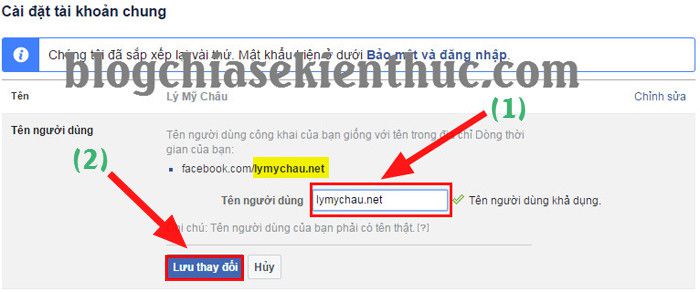 Cài đặt tài khoản chung
Chúng tôi đã sắp xếp lại vài thứ. Mật khẩu hiện ở dưới Bảo mật và đăng nhập.
blogchiasekienthuc.com
Tên Lý Mỹ Châu Chỉnh sửa
(1)
Tên người dùng Tên người dùng công khai của bạn giống với tên trong địa chỉ Dòng thời
gian của bạn:
(2)
facebook.com/lymychau.net
Tên người dùng lymychau.net Tên người dùng khả dụng.
Ghi chú: Tên người dùng của bạn phải có tên thật. [?]
Lưu thay đổi Hủy